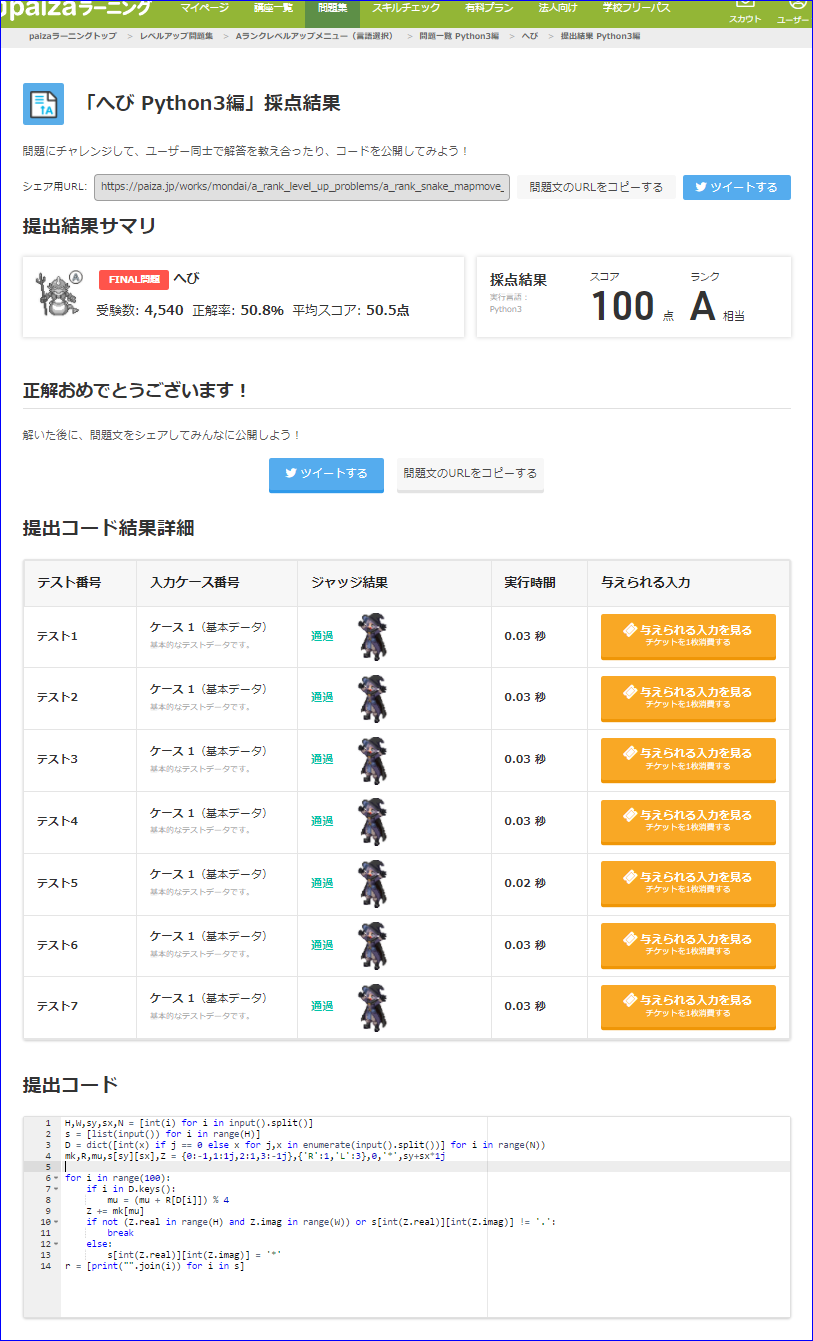 paizaラーニング
マイページ 講座一覧 問題集 スキルチェック 有料プラン 法人向け 学校フリーパス スカウト ユーザー
paizaラーニングトップ > レベルアップ問題集 > Aランクレベルアップメニュー（言語選択） > 問題一覧 Python3編 > へび > 提出結果 Python3編
「へび Python3編」採点結果
問題にチャレンジして、ユーザー同士で解答を教え合ったり、コードを公開してみよう！
シェア用URL: https://paiza.jp/works/mondai/a_rank_level_up_problems/a_rank_snake_mapmove_ 問題文のURLをコピーする ツイートする
提出結果サマリ
A FINAL問題 へび
受験数: 4,540 正解率: 50.8% 平均スコア: 50.5点
採点結果 スコア ランク
実行言語：
Python3
100 点 A 相当
正解おめでとうございます！
解いた後に、問題文をシェアしてみんなに公開しよう！
ツイートする 問題文のURLをコピーする
提出コード結果詳細
テスト番号 入力ケース番号 ジャッジ結果 実行時間 与えられる入力
テスト1 ケース 1（基本データ） 通過 0.03 秒 与えられる入力を見る
基本的なテストデータです。 チケットを1枚消費する
テスト2 ケース 1（基本データ） 通過 0.03 秒 与えられる入力を見る
基本的なテストデータです。 チケットを1枚消費する
テスト3 ケース 1（基本データ） 通過 0.03 秒 与えられる入力を見る
基本的なテストデータです。 チケットを1枚消費する
テスト4 ケース 1（基本データ） 通過 0.03 秒 与えられる入力を見る
基本的なテストデータです。 チケットを1枚消費する
テスト5 ケース 1（基本データ） 通過 0.02 秒 与えられる入力を見る
基本的なテストデータです。 チケットを1枚消費する
テスト6 ケース 1（基本データ） 通過 0.03 秒 与えられる入力を見る
基本的なテストデータです。 チケットを1枚消費する
テスト7 ケース 1（基本データ） 通過 0.03 秒 与えられる入力を見る
基本的なテストデータです。 チケットを1枚消費する
提出コード
1 H,W,sy,sx,N = [int(i) for i in input().split()]
2 s = [list(input()) for i in range(H)]
3 D = dict([int(x) if j == 0 else x for j,x in enumerate(input().split())] for i in range(N))
4 mk,R,mu,s[sy][sx],Z = {0:-1,1:1j,2:1,3:-1j},{'R':1,'L':3},0,'*',sy+sx*1j
5
6 for i in range(100):
7     if i in D.keys():
8         mu = (mu + R[D[i]]) % 4
9     Z += mk[mu]
10     if not (Z.real in range(H) and Z.imag in range(W)) or s[int(Z.real)][int(Z.imag)] != '.':
11         break
12     else:
13         s[int(Z.real)][int(Z.imag)] = '*'
14 r = [print("".join(i)) for i in s]